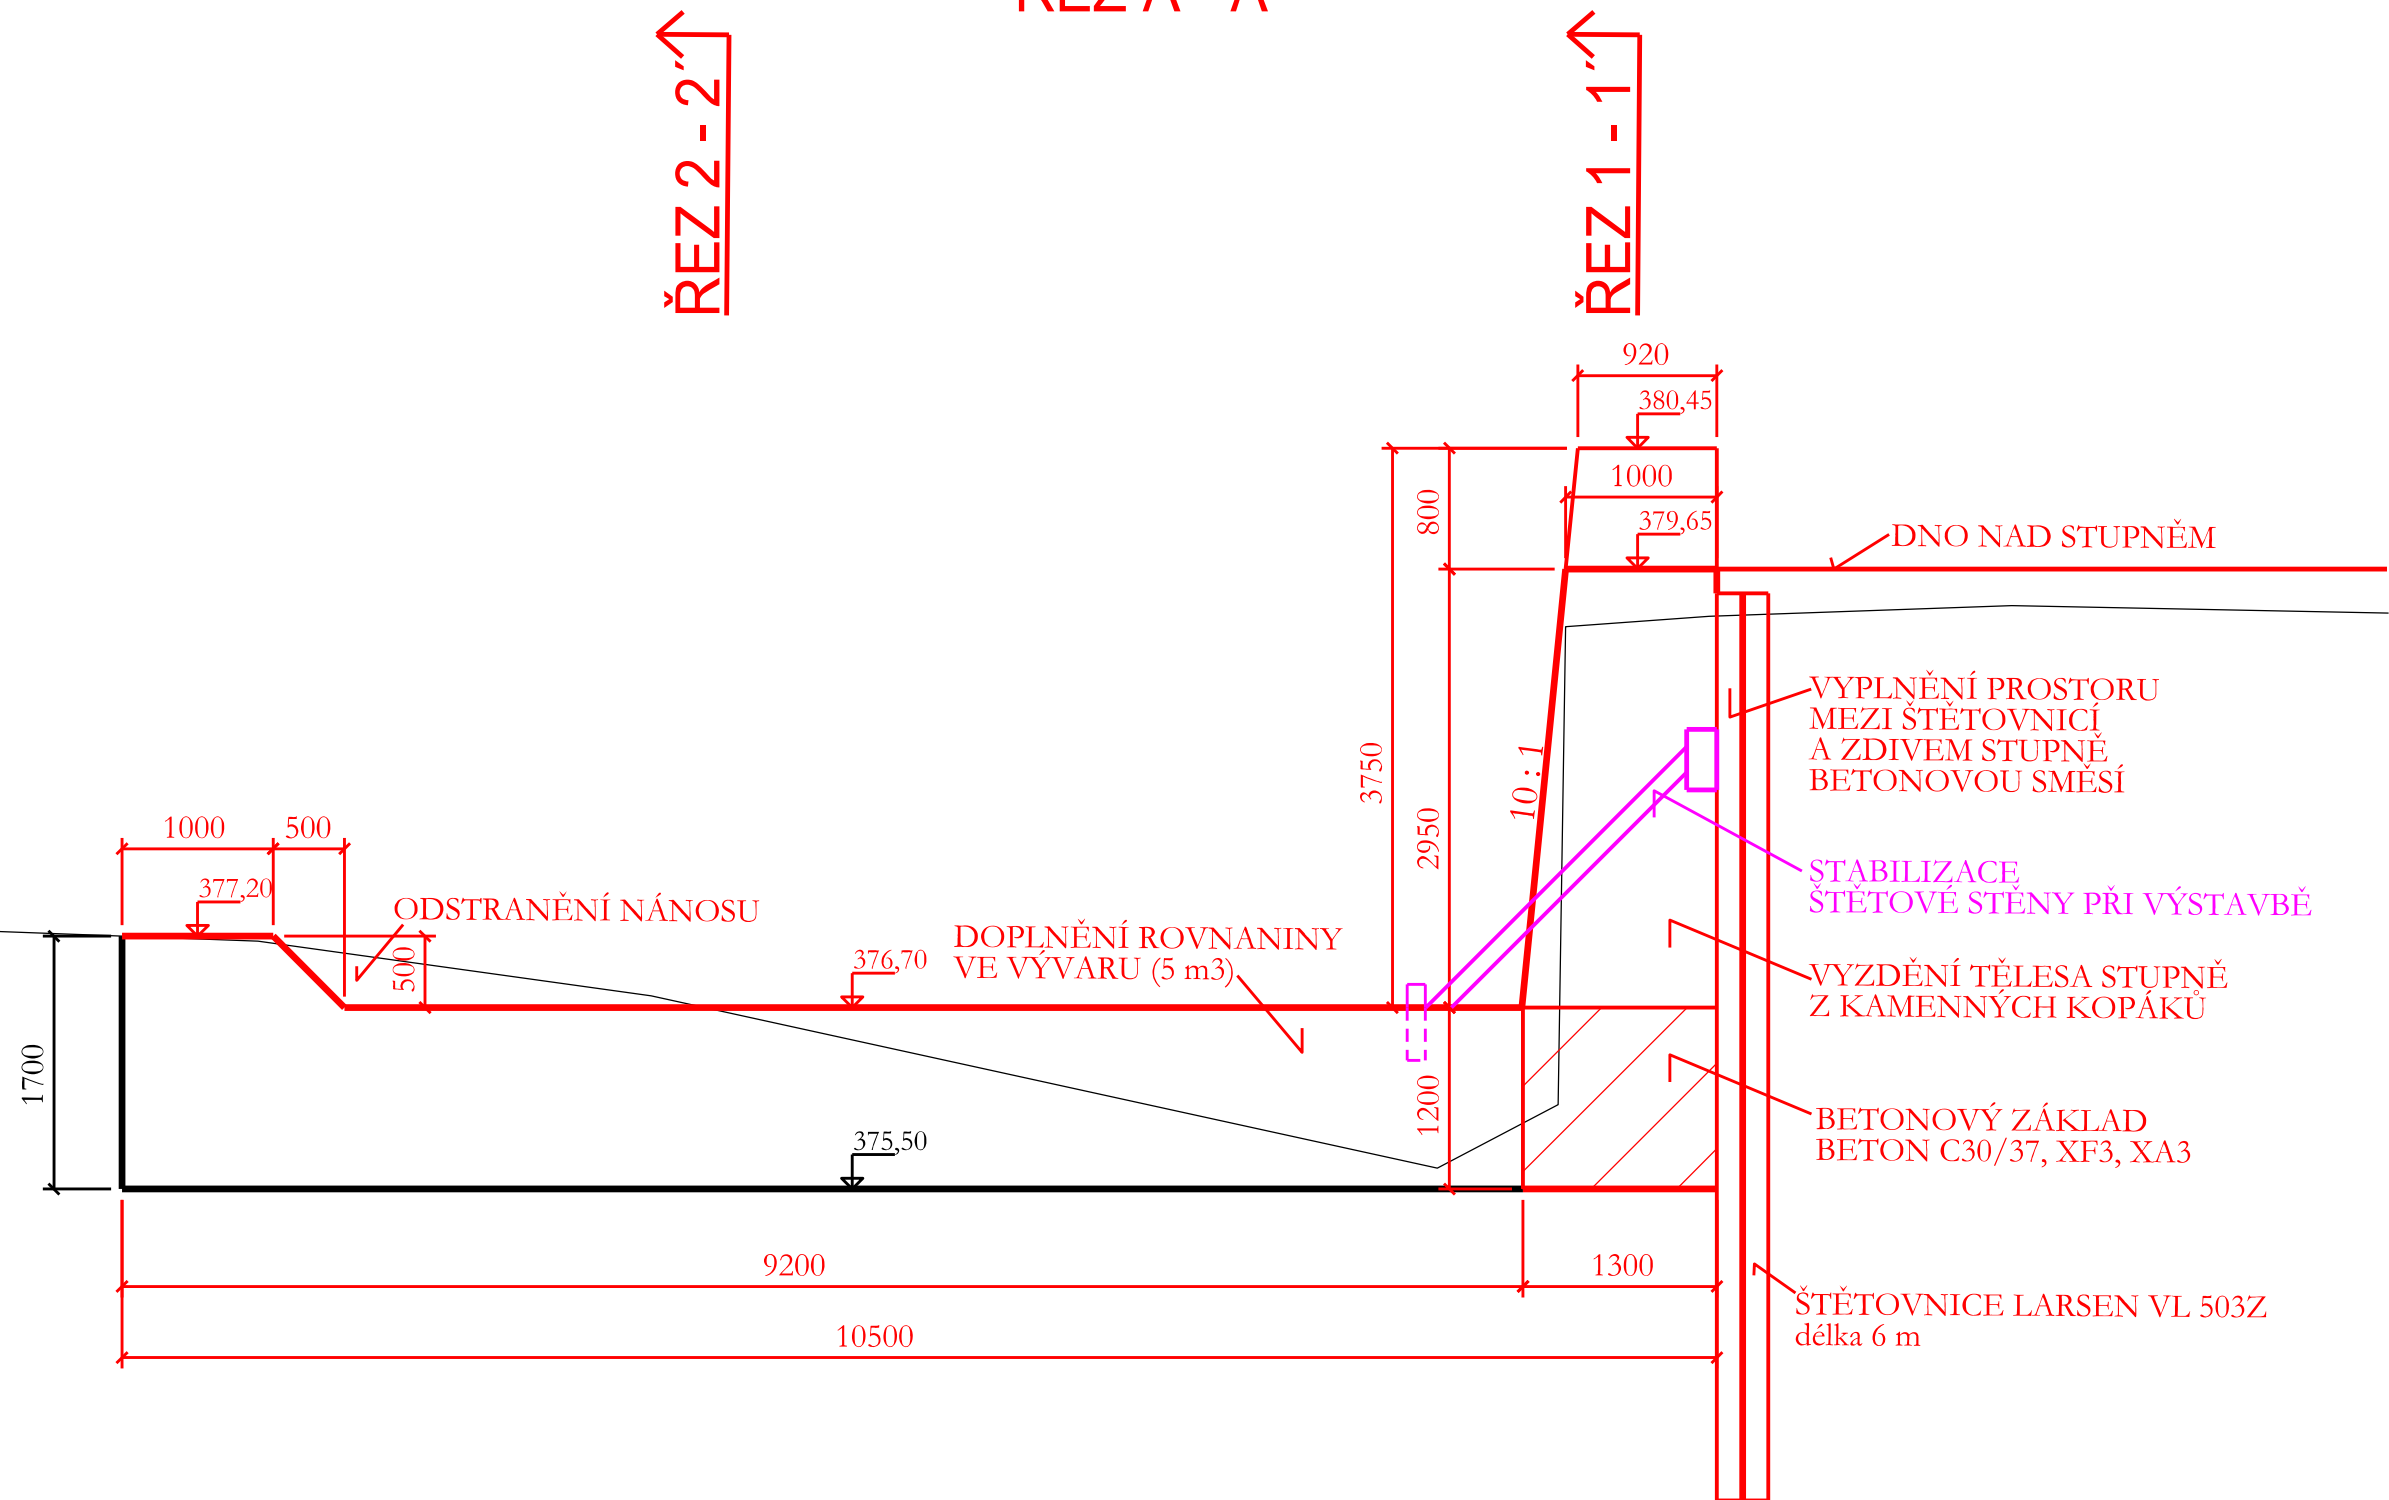 ŘEZ A - A´
ŘEZ 2 - 2´
ŘEZ 1 - 1´
920
380,45
1000
379,65
800
DNO NAD STUPNĚM
VYPLNĚNÍ PROSTORU
MEZI ŠTĚTOVNICÍ
A ZDIVEM STUPNĚ
BETONOVOU SMĚSÍ
3750
2950
10 : 1
1000
500
377,20
ODSTRANĚNÍ NÁNOSU
500
376,70
DOPLNĚNÍ ROVNANINY
VE VÝVARU (5 m3)
STABILIZACE
ŠTĚTOVÉ STĚNY PŘI VÝSTAVBĚ
VYZDĚNÍ TĚLESA STUPNĚ
Z KAMENNÝCH KOPÁKŮ
1700
1200
375,50
BETONOVÝ ZÁKLAD
BETON C30/37, XF3, XA3
9200
1300
ŠTĚTOVNICE LARSEN VL 503Z
délka 6 m
10500